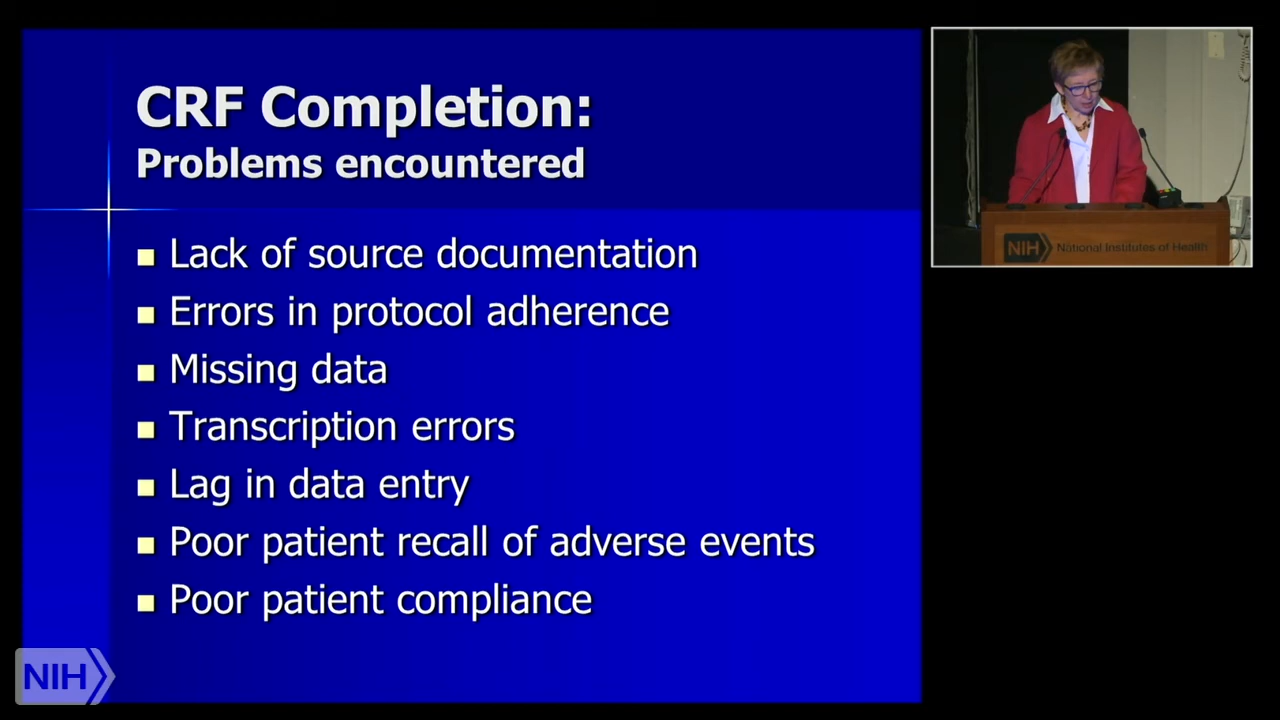 CRF Completion:
Problems encountered
Lack of source documentation
Errors in protocol adherence
Missing data
Transcription errors
Lag in data entry
Poor patient recall of adverse events
Poor patient compliance
NIH National Institutes of Health
NIH